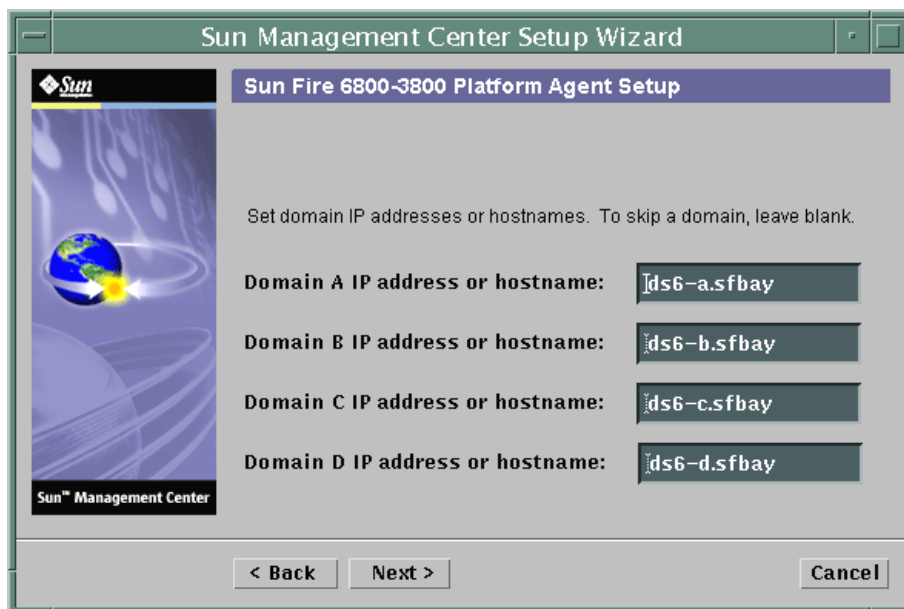 Sun Management Center Setup Wizard
Sun
Sun Fire 6800-3800 Platform Agent Setup
Set domain IP addresses or hostnames. To skip a domain, leave blank.
Domain A IP address or hostname: ds6-a.sfbay
Domain B IP address or hostname: ds6-b.sfbay
Domain C IP address or hostname: ds6-c.sfbay
Domain D IP address or hostname: ds6-d.sfbay
Sun™ Management Center
< Back Next > Cancel